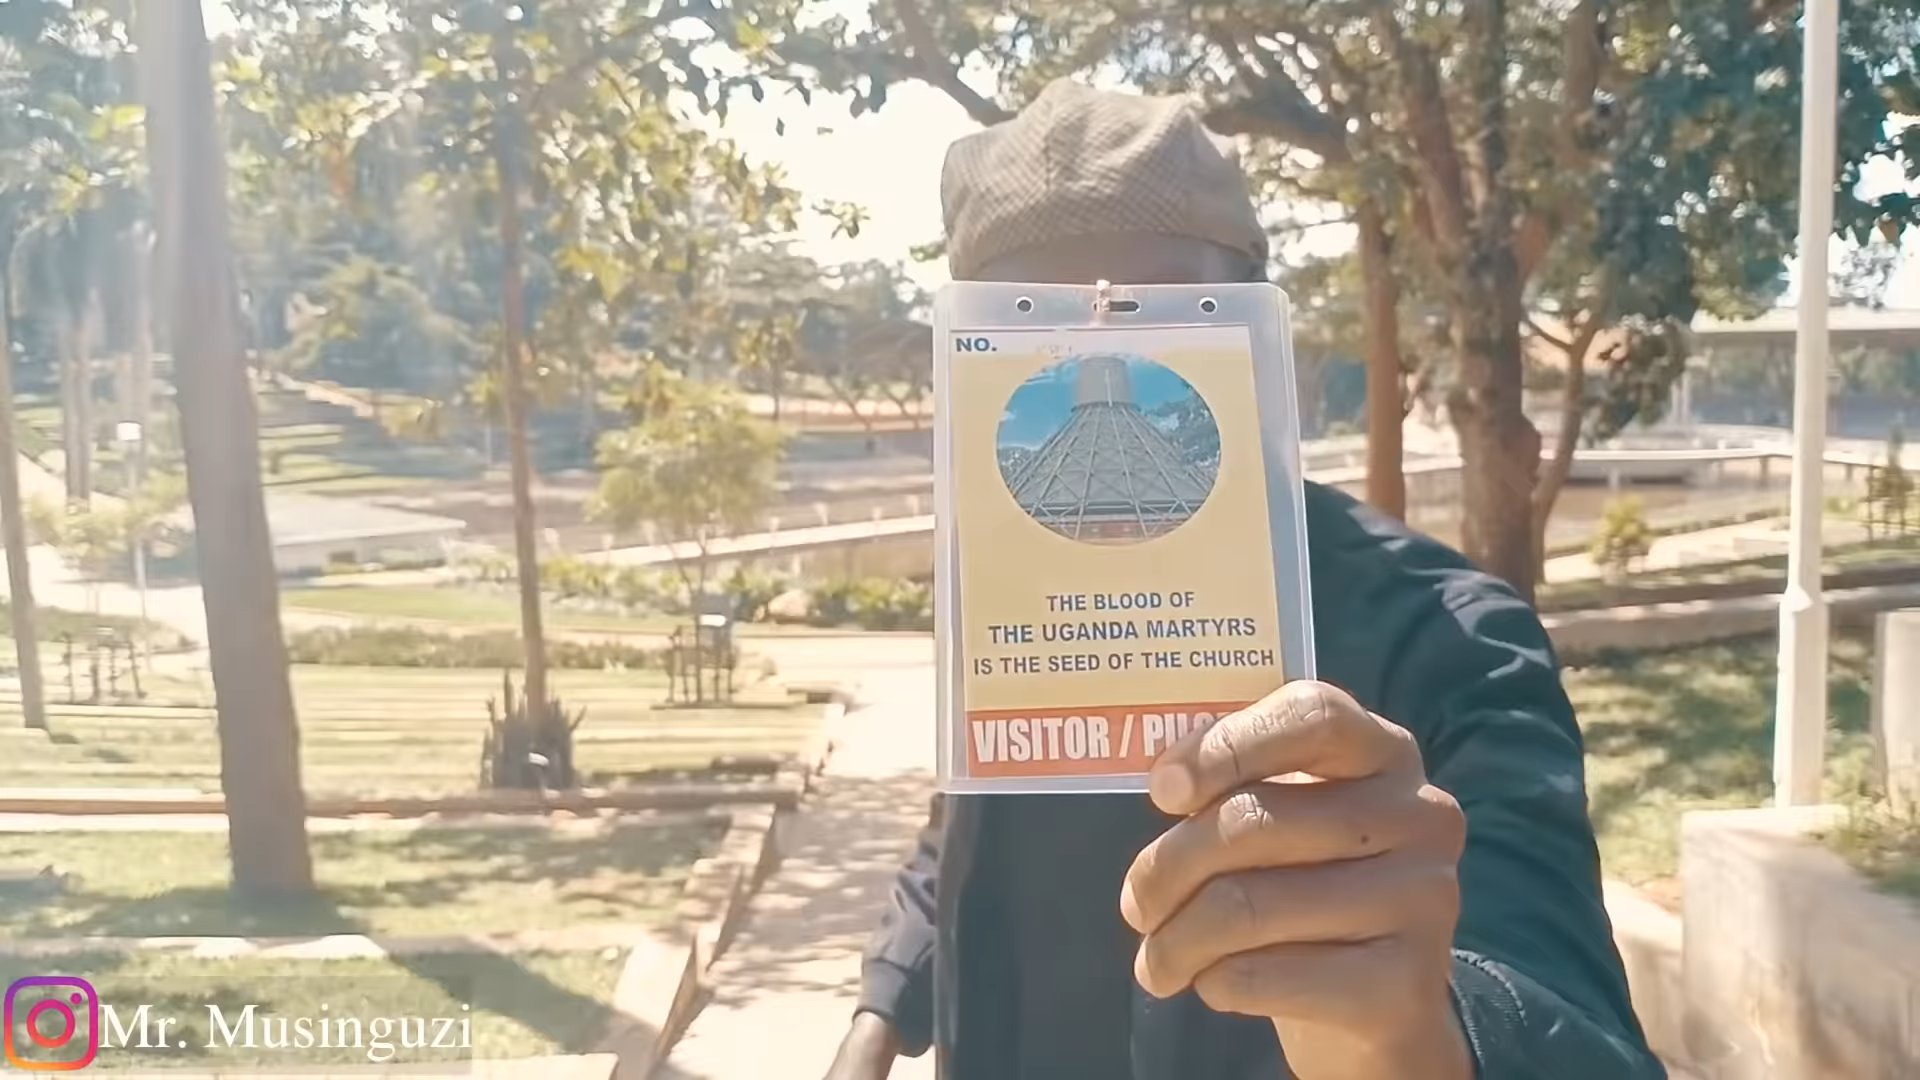 NO.
THE BLOOD OF
THE UGANDA MARTYRS
IS THE SEED OF THE CHURCH
VISITOR /
Mr. Musinguzi